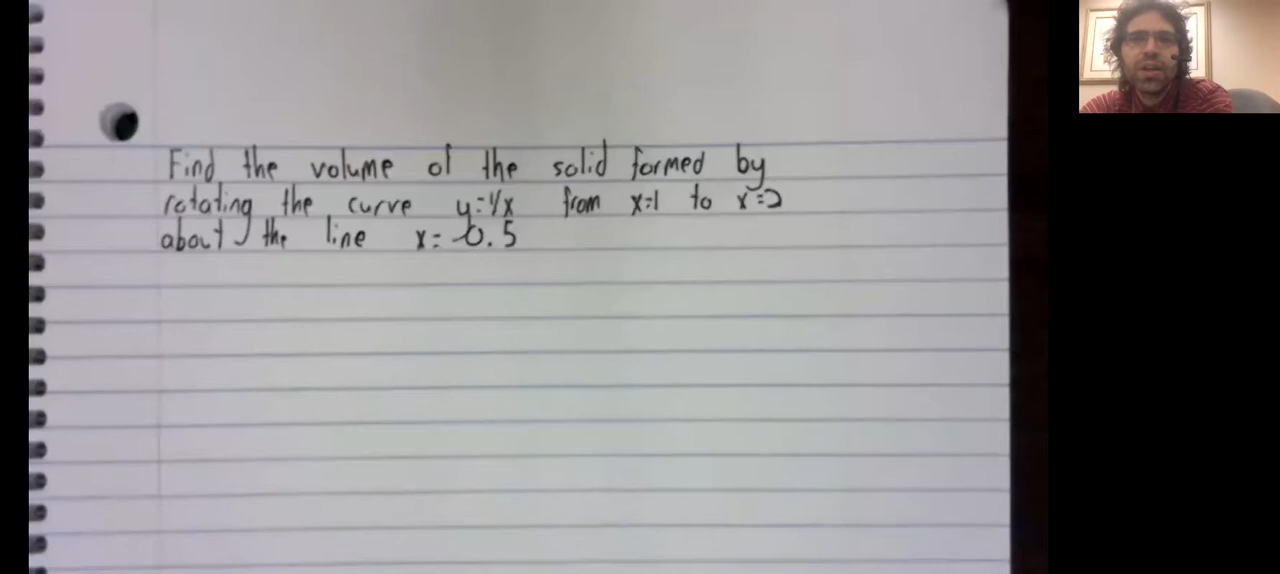 Find the volume of the solid formed by
rotating the curve y=1/x from x=1 to x=2
about the line x= -0.5